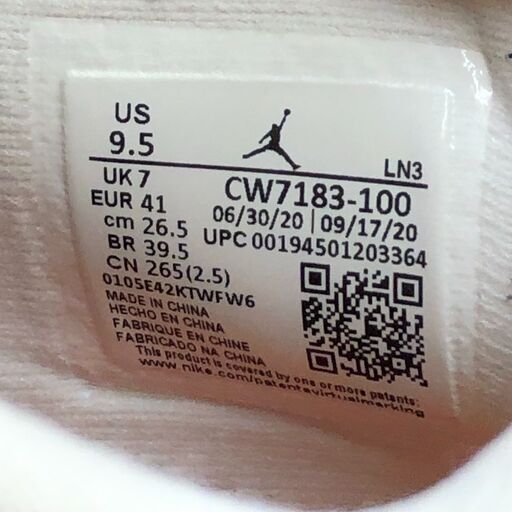 US
9.5
LN3
UK 7
EUR 41
cm 26.5
BR 39.5
CN 265(2.5)
CW7183-100
06/30/20 | 09/17/20
UPC 00194501203364
0105E42KTWFW6
MADE IN CHINA
HECHO EN CHINA
FABRIQUE EN CHINE
FABRICADO NA CHINA
This product is covered by one or more patents:
www.nike.com/patentsvirtualmarking